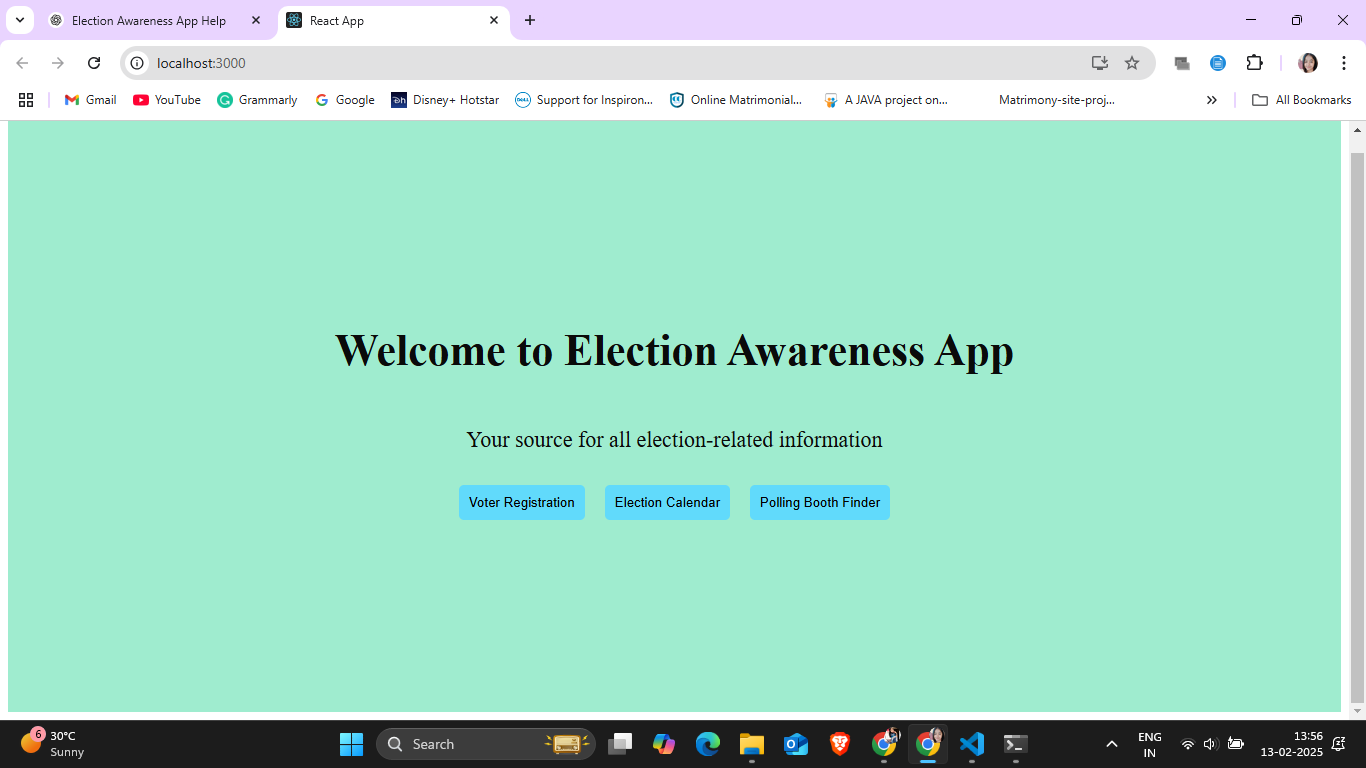 Election Awareness App Help
React App
localhost:3000
Gmail
YouTube
Grammarly
Google
Disney+ Hotstar
Support for Inspiron...
Online Matrimonial...
A JAVA project on...
Matrimony-site-proj...
All Bookmarks
Welcome to Election Awareness App
Your source for all election-related information
Voter Registration
Election Calendar
Polling Booth Finder
6
30°C
Sunny
Search
ENG
IN
13:56
13-02-2025